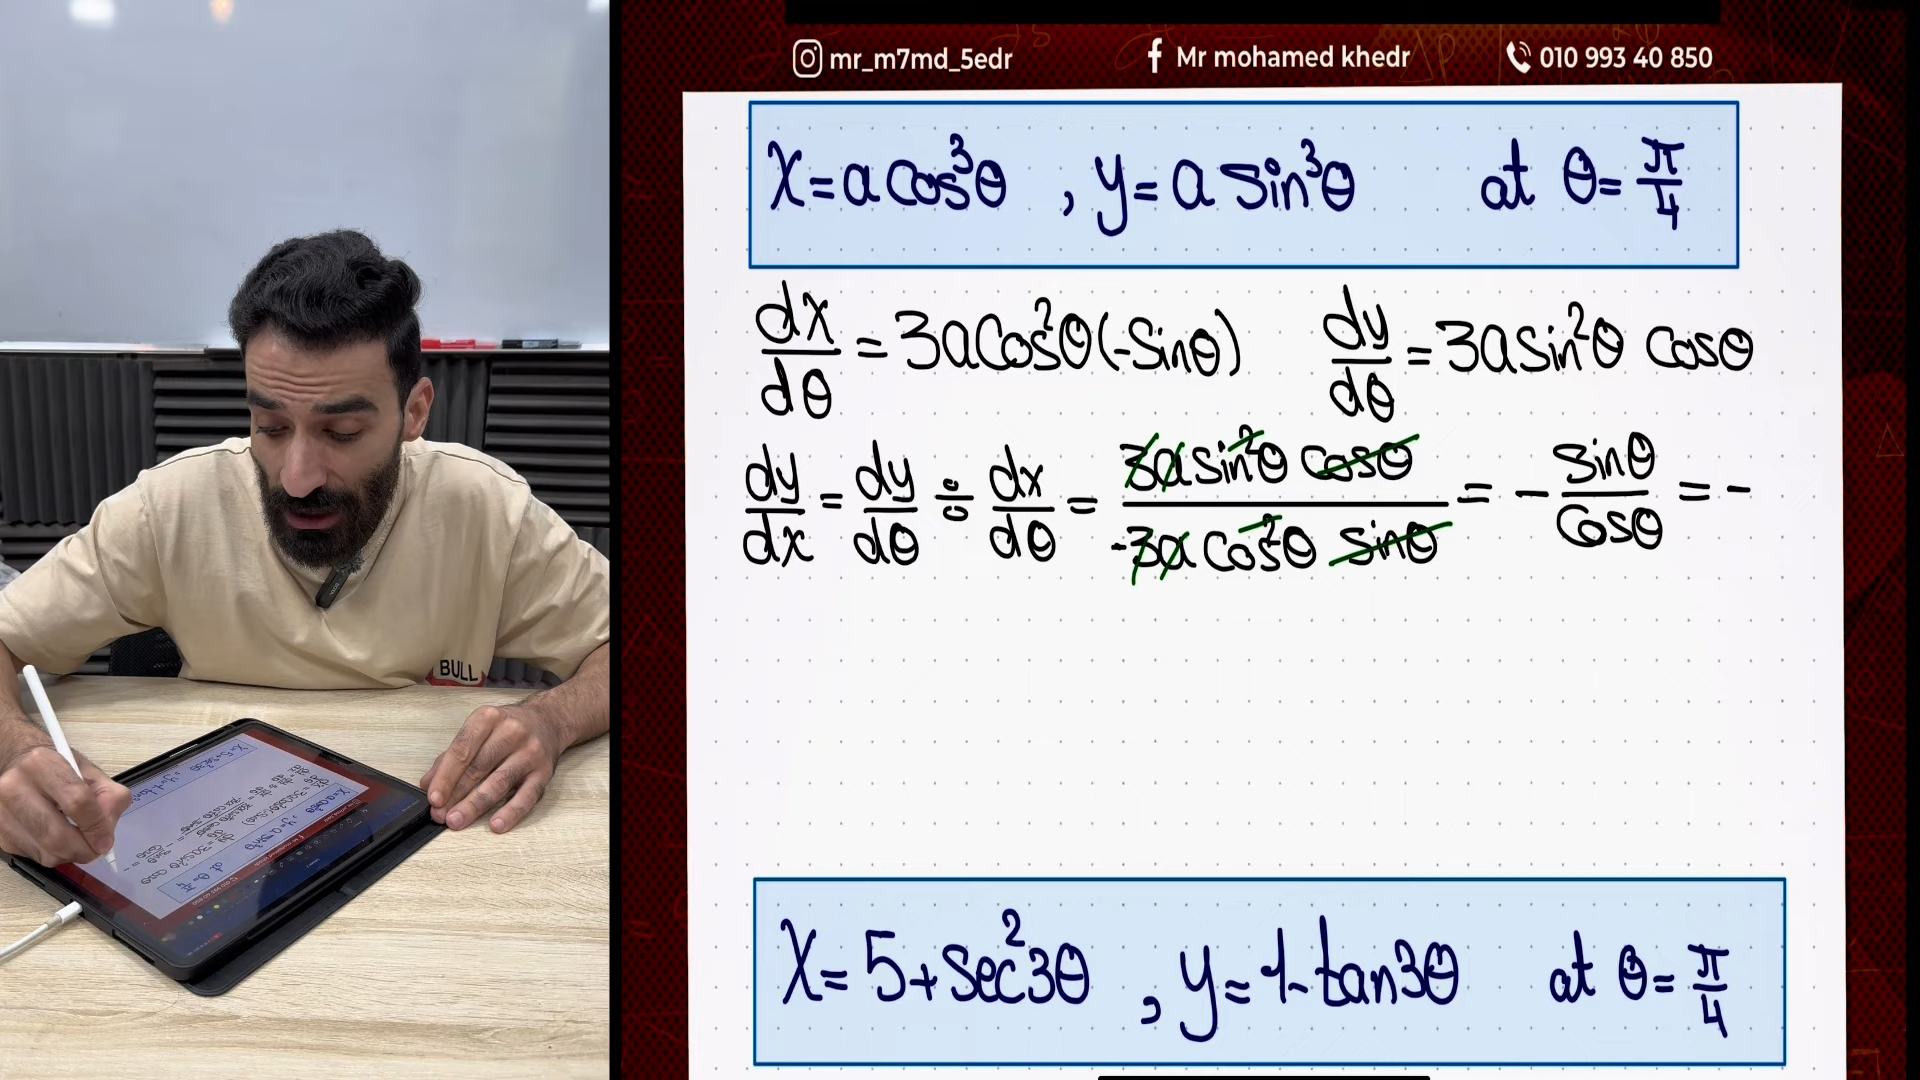 mr_m7md_5edr Mr mohamed khedr 010 993 40 850
x = a cos³θ , y = a sin³θ at θ = π/4
dx/dθ = 3a cos²θ (-sinθ) dy/dθ = 3a sin²θ cosθ
dy/dx = dy/dθ ÷ dx/dθ = 3a sin²θ cosθ / -3a cos²θ sinθ = - sinθ/cosθ = -
BULL
x = 5 + sec²3θ , y = 1 - tan3θ at θ = π/4